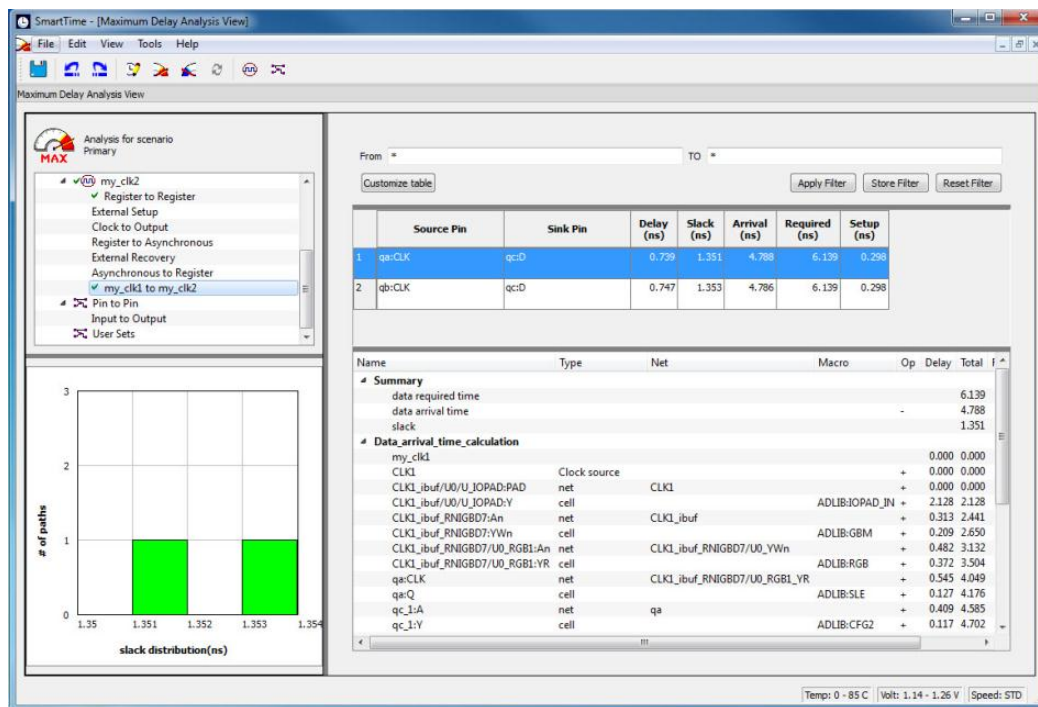 SmartTime - [Maximum Delay Analysis View]
File Edit View Tools Help
Maximum Delay Analysis View
Analysis for scenario
Primary
MAX
my_clk2
Register to Register
External Setup
Clock to Output
Register to Asynchronous
External Recovery
Asynchronous to Register
my_clk1 to my_clk2
Pin to Pin
Input to Output
User Sets
# of paths
3
2
1
0
1.35 1.351 1.352 1.353 1.354
slack distribution(ns)
From * TO *
Customize table Apply Filter Store Filter Reset Filter
Source Pin Sink Pin Delay (ns) Slack (ns) Arrival (ns) Required (ns) Setup (ns)
1 qa:CLK qc:D 0.739 1.351 4.788 6.139 0.298
2 qb:CLK qc:D 0.747 1.353 4.786 6.139 0.298
Name Type Net Macro Op Delay Total F
Summary
data required time 6.139
data arrival time - 4.788
slack 1.351
Data_arrival_time_calculation
my_clk1 0.000 0.000
CLK1 Clock source + 0.000 0.000
CLK1_ibuf/U0/U_IOPAD:PAD net CLK1 + 0.000 0.000
CLK1_ibuf/U0/U_IOPAD:Y cell ADLIB:IOPAD_IN + 2.128 2.128
CLK1_ibuf_RNIGBD7:An net CLK1_ibuf + 0.313 2.441
CLK1_ibuf_RNIGBD7:YWn cell ADLIB:GBM + 0.209 2.650
CLK1_ibuf_RNIGBD7/U0_RGB1:An net CLK1_ibuf_RNIGBD7/U0_YWn + 0.482 3.132
CLK1_ibuf_RNIGBD7/U0_RGB1:YR cell ADLIB:RGB + 0.372 3.504
qa:CLK net CLK1_ibuf_RNIGBD7/U0_RGB1_YR + 0.545 4.049
qa:Q cell ADLIB:SLE + 0.127 4.176
qc_1:A net qa + 0.409 4.585
qc_1:Y cell ADLIB:CFG2 + 0.117 4.702
Temp: 0 - 85 C Volt: 1.14 - 1.26 V Speed: STD